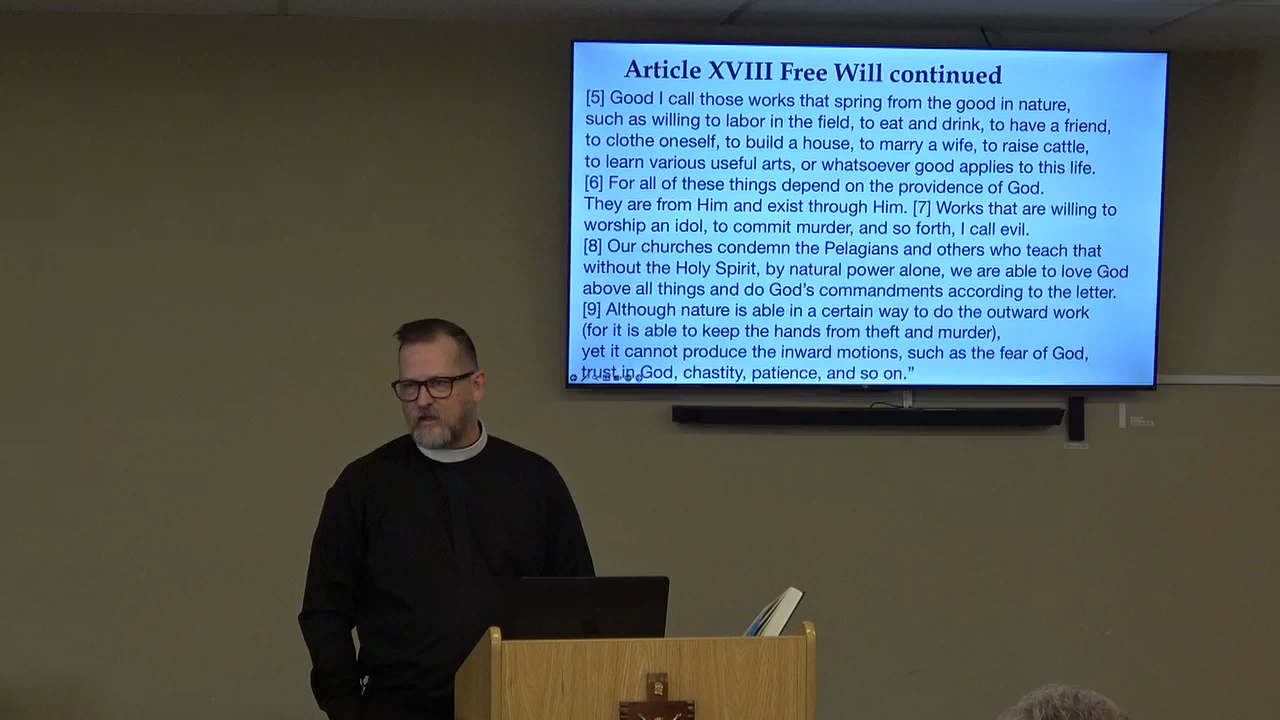 Article XVIII Free Will continued
[5] Good I call those works that spring from the good in nature,
such as willing to labor in the field, to eat and drink, to have a friend,
to clothe oneself, to build a house, to marry a wife, to raise cattle,
to learn various useful arts, or whatsoever good applies to this life.
[6] For all of these things depend on the providence of God.
They are from Him and exist through Him. [7] Works that are willing to
worship an idol, to commit murder, and so forth, I call evil.
[8] Our churches condemn the Pelagians and others who teach that
without the Holy Spirit, by natural power alone, we are able to love God
above all things and do God’s commandments according to the letter.
[9] Although nature is able in a certain way to do the outward work
(for it is able to keep the hands from theft and murder),
yet it cannot produce the inward motions, such as the fear of God,
trust in God, chastity, patience, and so on.”